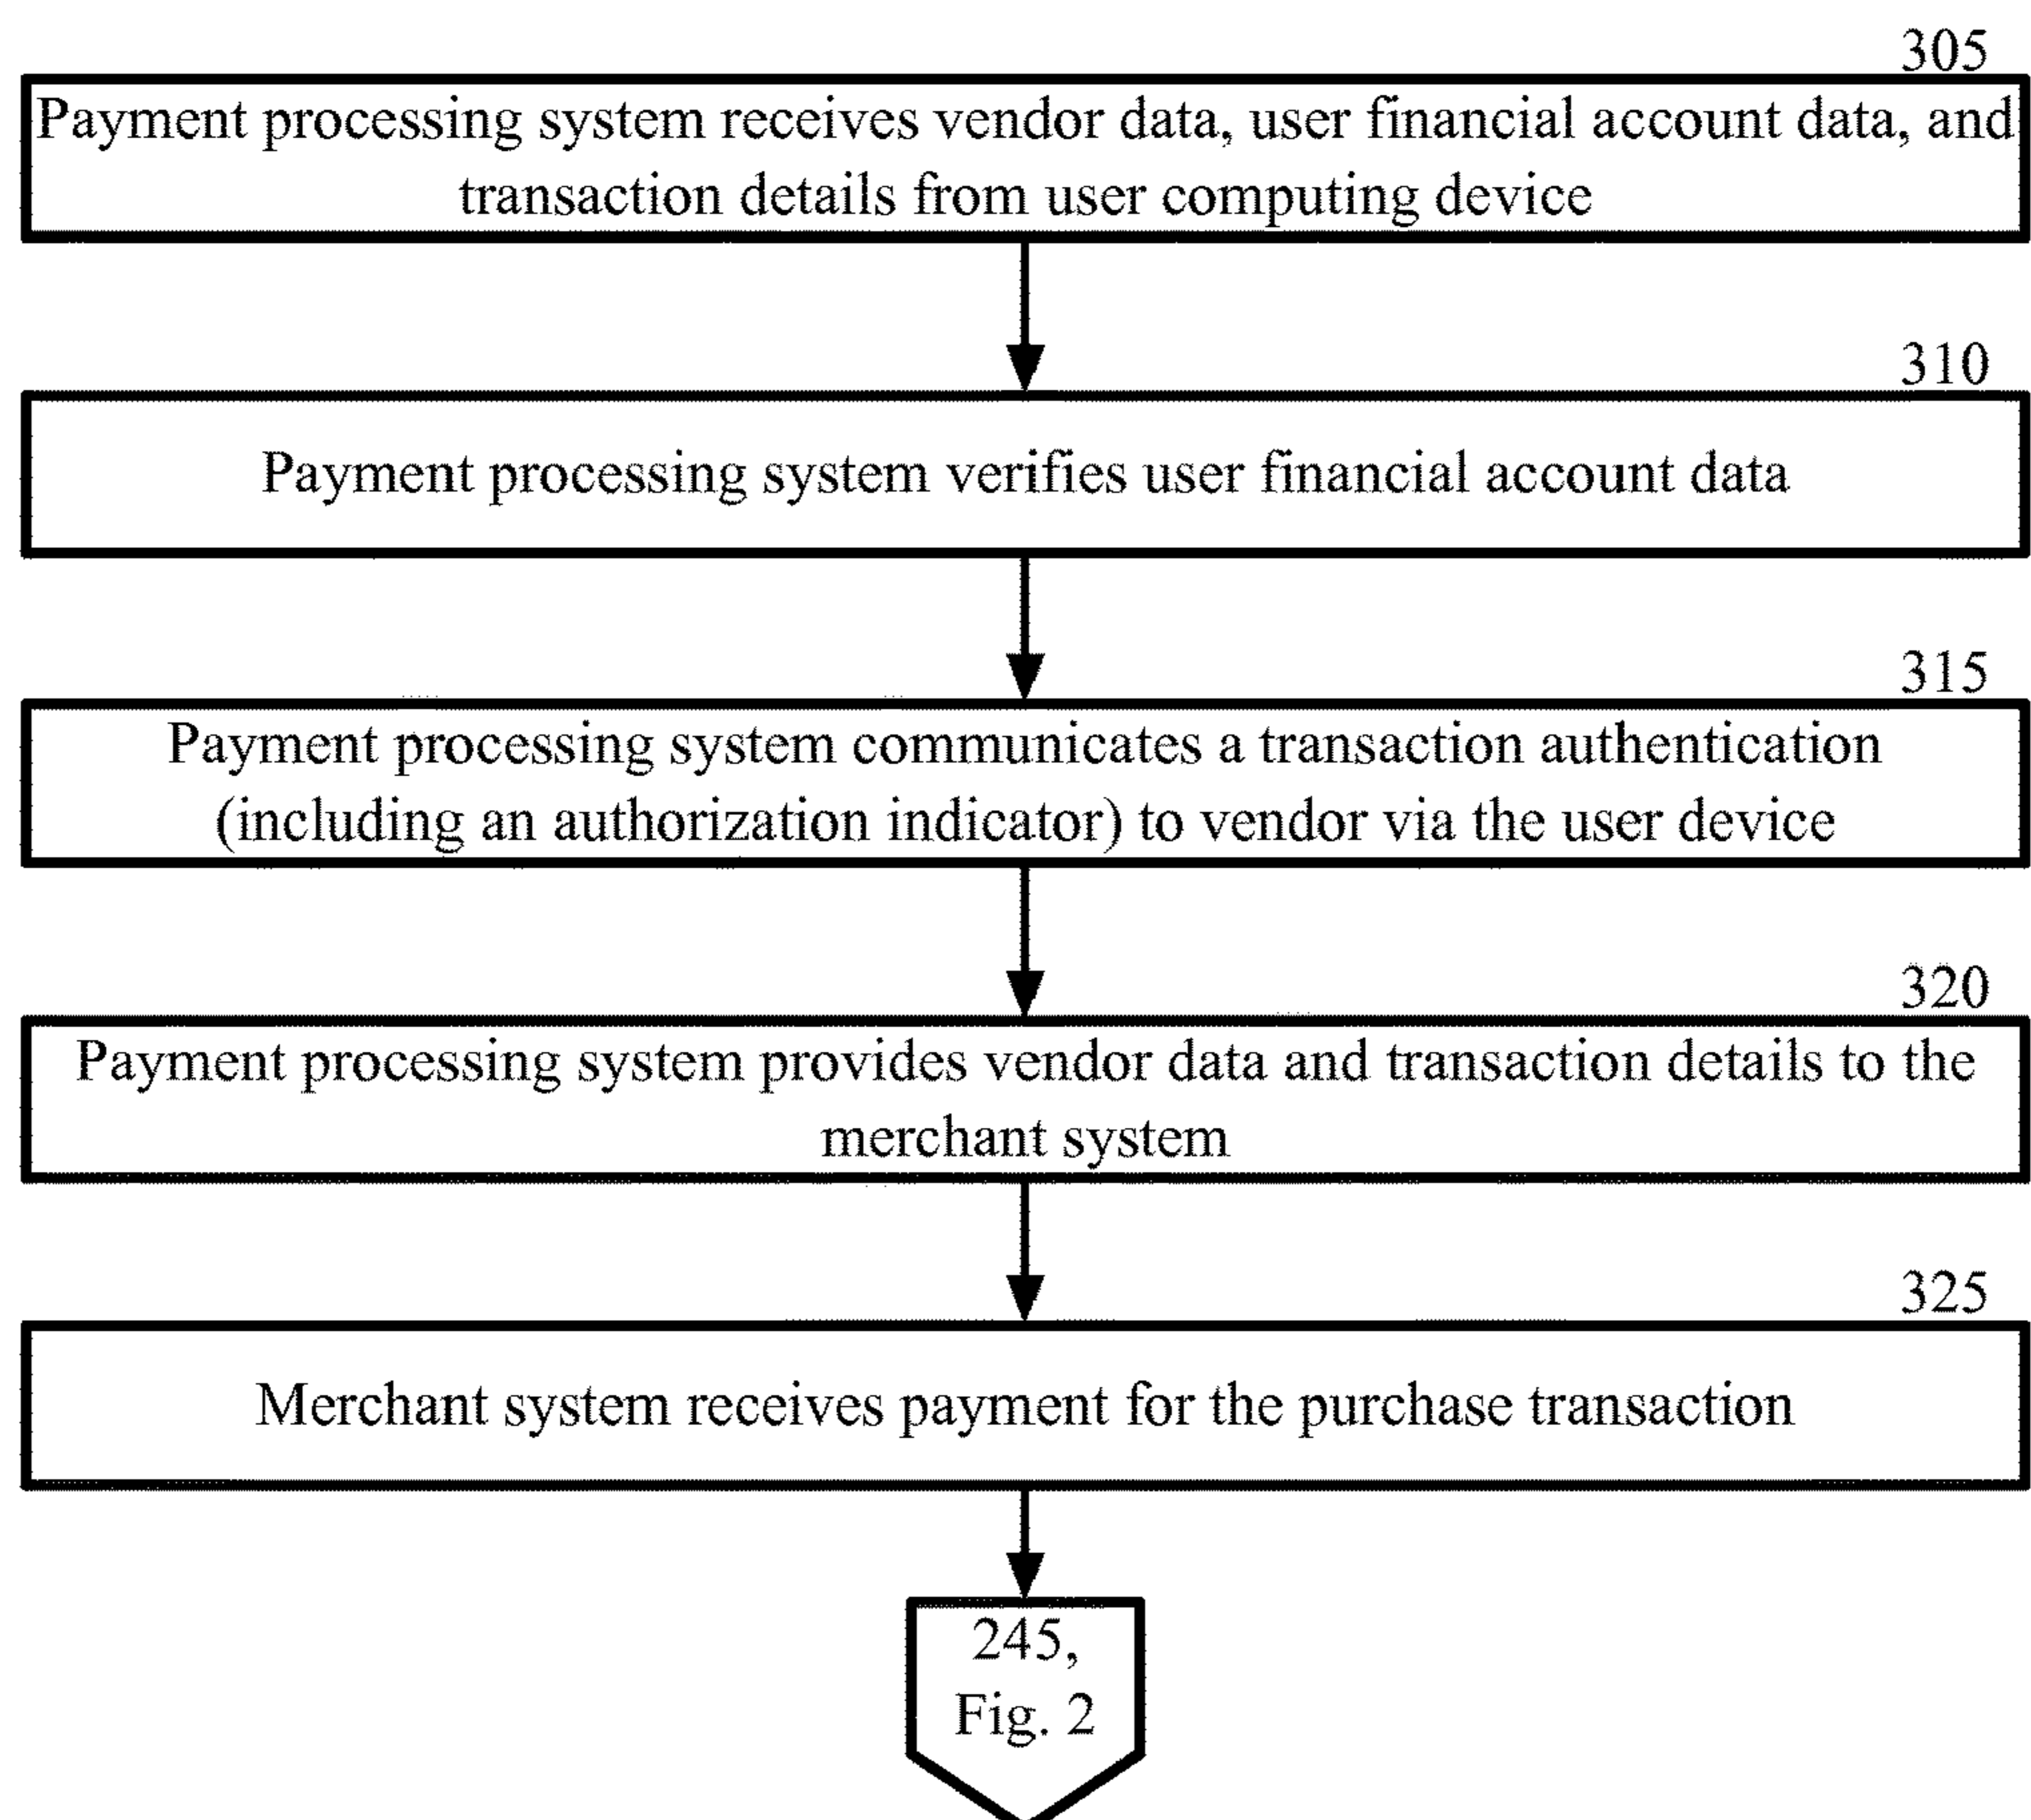 305
Payment processing system receives vendor data, user financial account data, and
transaction details from user computing device
310
Payment processing system verifies user financial account data
315
Payment processing system communicates a transaction authentication
(including an authorization indicator) to vendor via the user device
320
Payment processing system provides vendor data and transaction details to the
merchant system
325
Merchant system receives payment for the purchase transaction
245,
Fig. 2